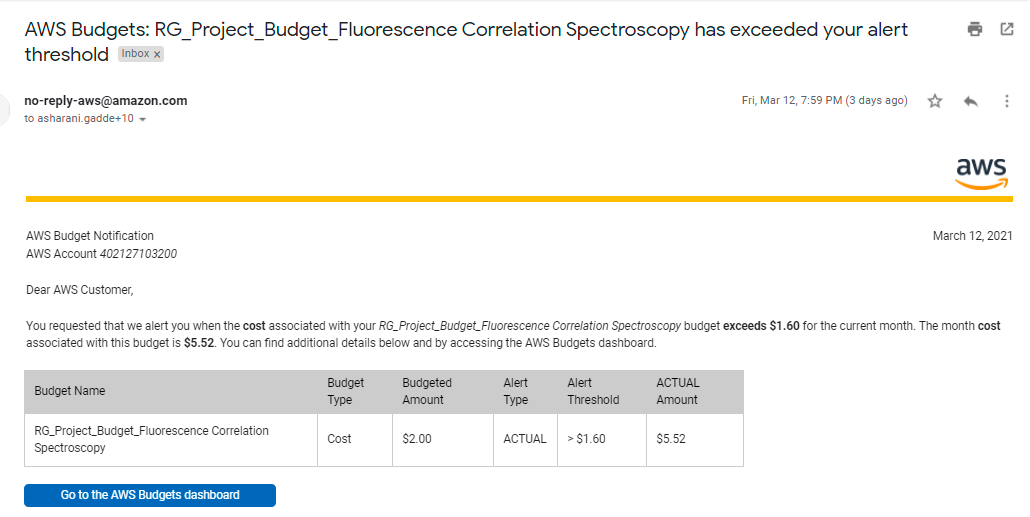 AWS Budgets: RG_Project_Budget_Fluorescence Correlation Spectroscopy has exceeded your alert
threshold Inbox x
no-reply-aws@amazon.com Fri, Mar 12, 7:59 PM (3 days ago)
to asharani.gadde+10
aws
AWS Budget Notification March 12, 2021
AWS Account 402127103200
Dear AWS Customer,
You requested that we alert you when the cost associated with your RG_Project_Budget_Fluorescence Correlation Spectroscopy budget exceeds $1.60 for the current month. The month cost
associated with this budget is $5.52. You can find additional details below and by accessing the AWS Budgets dashboard.
Budget Name Budget Type Budgeted Amount Alert Type Alert Threshold ACTUAL Amount
RG_Project_Budget_Fluorescence Correlation Spectroscopy Cost $2.00 ACTUAL > $1.60 $5.52
Go to the AWS Budgets dashboard